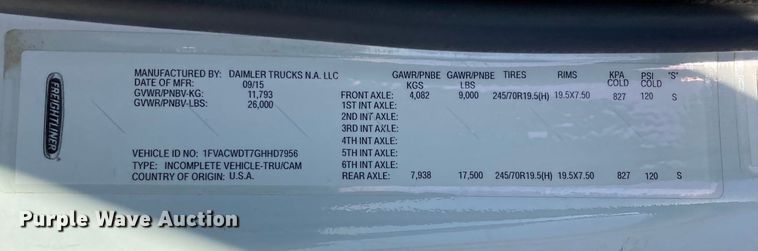 FREIGHTLINER
MANUFACTURED BY: DAIMLER TRUCKS N.A. LLC
DATE OF MFR: 09/15
GVWR/PNBV-KG: 11,793
GVWR/PNBV-LBS: 26,000
VEHICLE ID NO: 1FVACWDT7GHHD7956
TYPE: INCOMPLETE VEHICLE-TRU/CAM
COUNTRY OF ORIGIN: U.S.A.
GAWR/PNBE GAWR/PNBE TIRES RIMS KPA PSI "S"
KGS LBS COLD COLD
FRONT AXLE: 4,082 9,000 245/70R19.5(H) 19.5X7.50 827 120 S
1ST INT AXLE:
2ND INT AXLE:
3RD INT AXLE:
4TH INT AXLE:
5TH INT AXLE:
6TH INT AXLE:
REAR AXLE: 7,938 17,500 245/70R19.5(H) 19.5X7.50 827 120 S
Purple Wave Auction